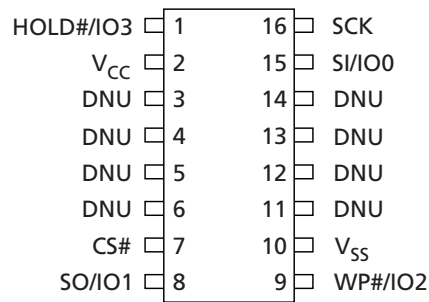 HOLD#/IO3 1 16 SCK
VCC 2 15 SI/IO0
DNU 3 14 DNU
DNU 4 13 DNU
DNU 5 12 DNU
DNU 6 11 DNU
CS# 7 10 VSS
SO/IO1 8 9 WP#/IO2